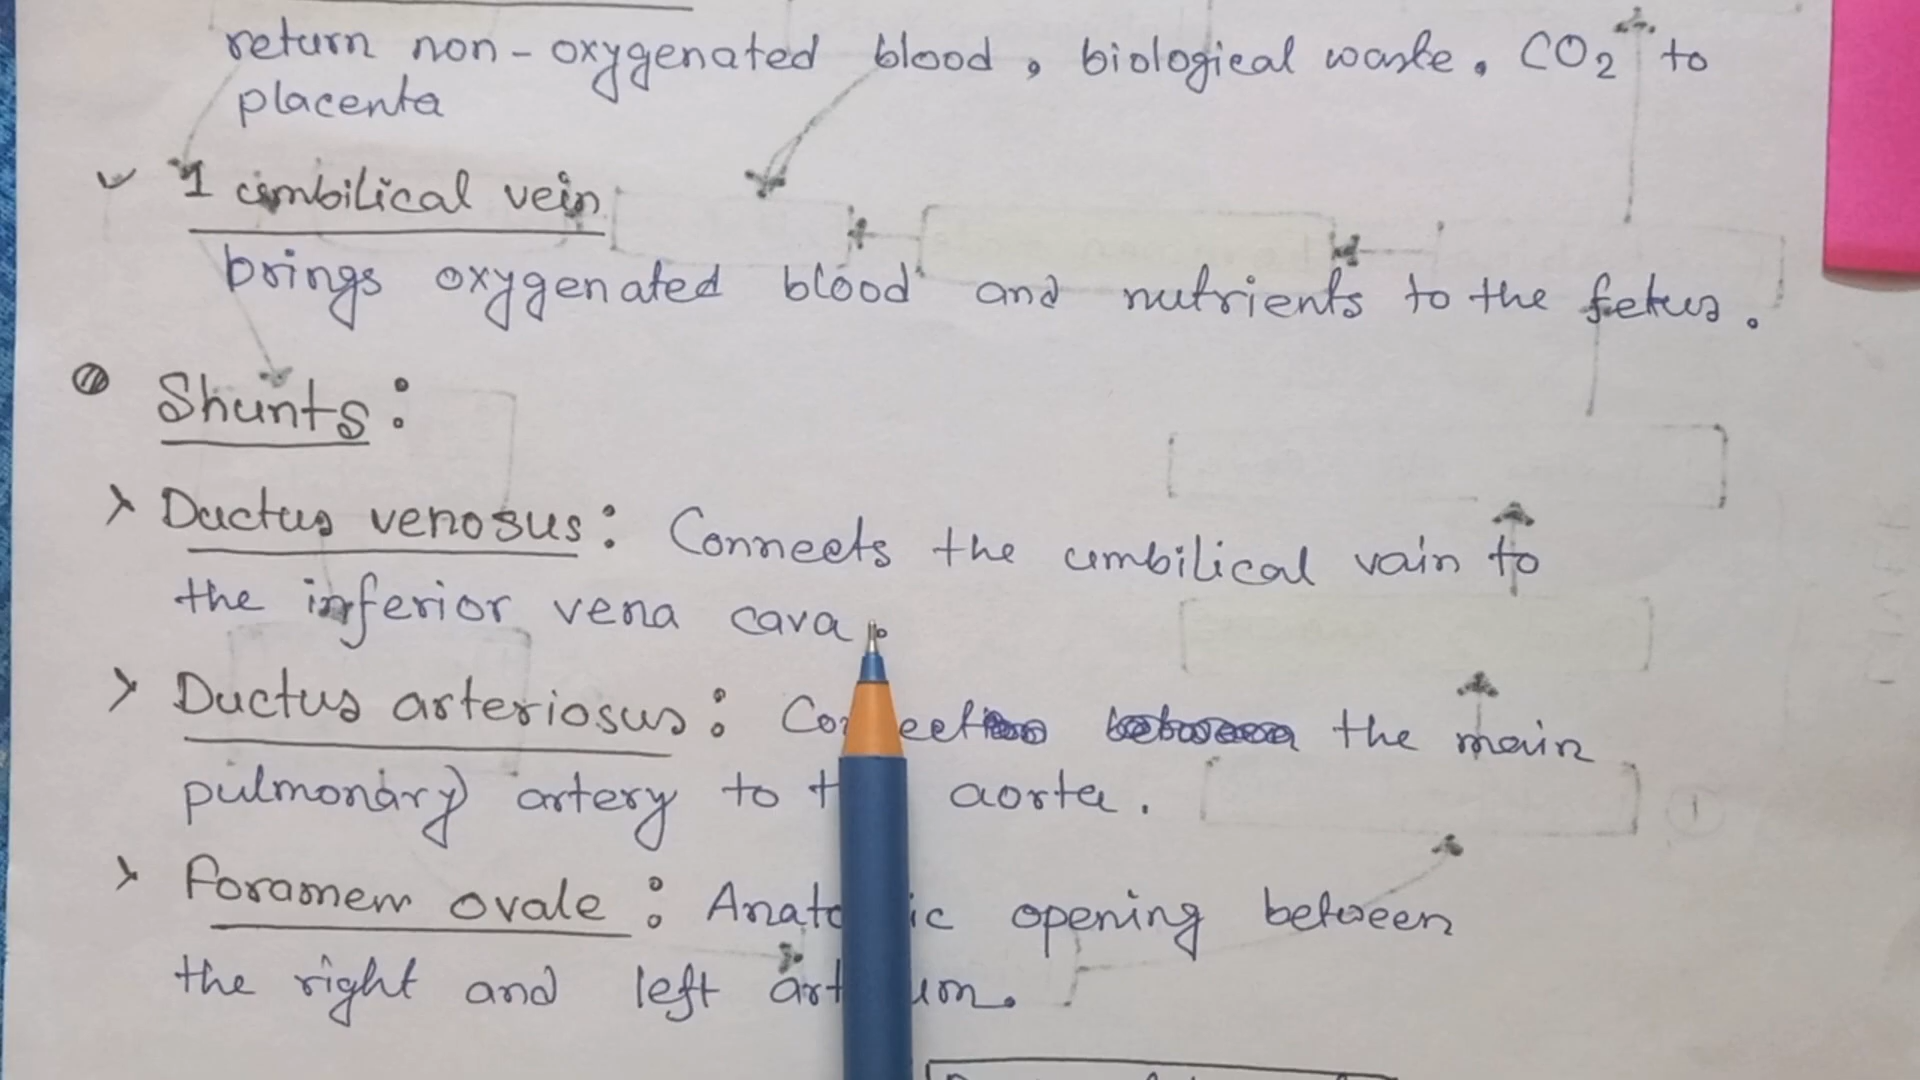 return non-oxygenated blood, biological waste, CO2 to
placenta
✓ 1 umbilical vein
brings oxygenated blood and nutrients to the fetus.
Shunts:
> Ductus venosus: Connects the umbilical vain to
the inferior vena cava.
> Ductus arteriosus: the main
pulmonary artery to aorta.
> Foramen ovale: opening between
the right and left